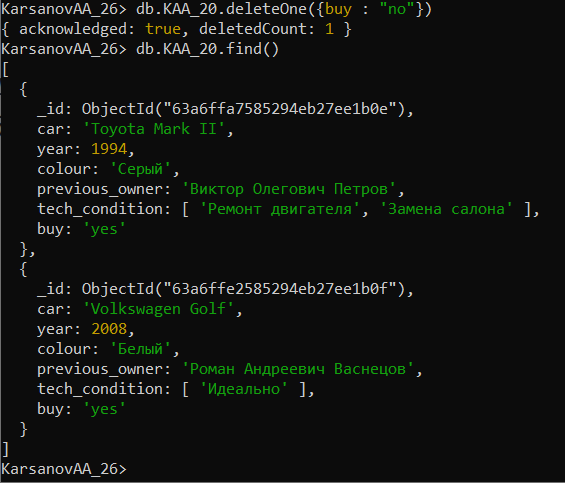 KarsanovAA_26> db.KAA_20.deleteOne({buy : "no"})
{ acknowledged: true, deletedCount: 1 }
KarsanovAA_26> db.KAA_20.find()
[
  {
    _id: ObjectId("63a6ffa7585294eb27ee1b0e"),
    car: 'Toyota Mark II',
    year: 1994,
    colour: 'Серый',
    previous_owner: 'Виктор Олегович Петров',
    tech_condition: [ 'Ремонт двигателя', 'Замена салона' ],
    buy: 'yes'
  },
  {
    _id: ObjectId("63a6ffe2585294eb27ee1b0f"),
    car: 'Volkswagen Golf',
    year: 2008,
    colour: 'Белый',
    previous_owner: 'Роман Андреевич Васнецов',
    tech_condition: [ 'Идеально' ],
    buy: 'yes'
  }
]
KarsanovAA_26>